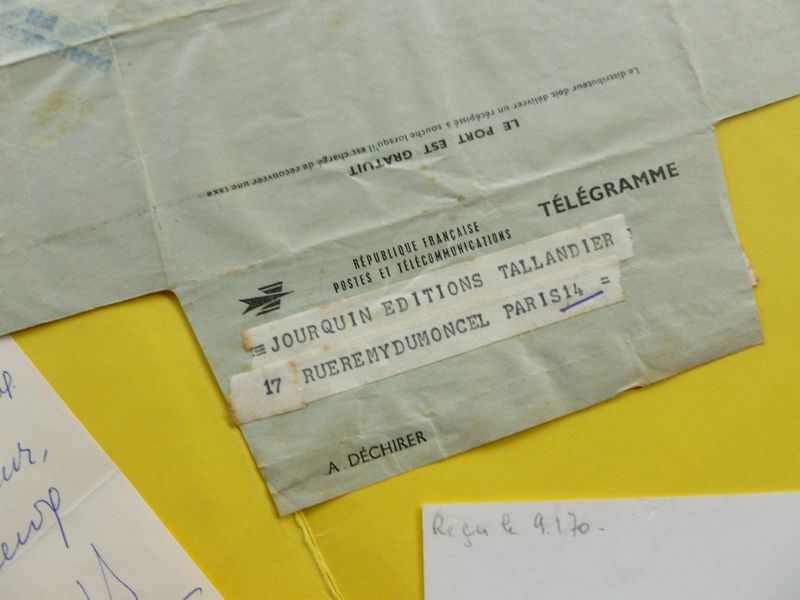 Le distributeur doit délivrer un récépissé à souche lorsqu'il est chargé de recouvrer une taxe
LE PORT EST GRATUIT
TÉLÉGRAMME
RÉPUBLIQUE FRANÇAISE
POSTES ET TÉLÉCOMMUNICATIONS
=JOURQUIN EDITIONS TALLANDIER
17 RUEREMYDUMONCEL PARIS14 =
A DÉCHIRER
Reçu le 9.1.70.